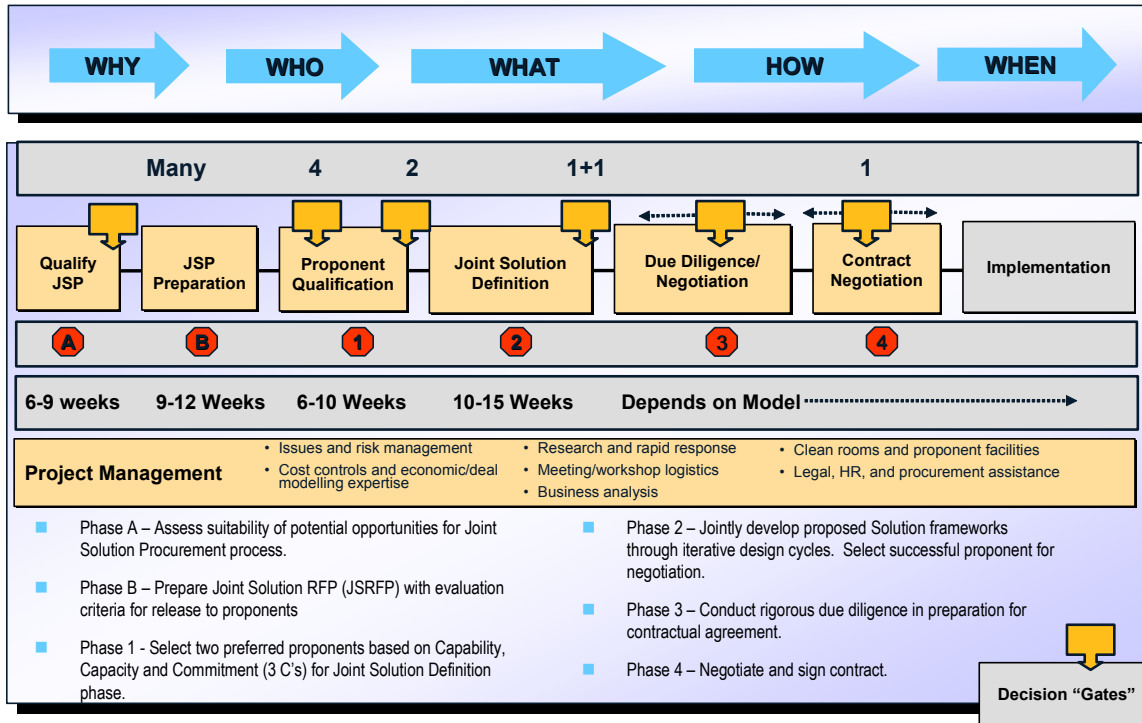 WHY
WHO
WHAT
HOW
WHEN
Many
4
2
1+1
1
Qualify
JSP
JSP
Preparation
Proponent
Qualification
Joint Solution
Definition
Due Diligence/
Negotiation
Contract
Negotiation
Implementation
A
B
1
2
3
4
6-9 weeks
9-12 Weeks
6-10 Weeks
10-15 Weeks
Depends on Model
Project Management
• Issues and risk management
• Cost controls and economic/deal
modelling expertise
• Research and rapid response
• Meeting/workshop logistics
• Business analysis
• Clean rooms and proponent facilities
• Legal, HR, and procurement assistance
Phase A – Assess suitability of potential opportunities for Joint
Solution Procurement process.
Phase B – Prepare Joint Solution RFP (JSRFP) with evaluation
criteria for release to proponents
Phase 1 - Select two preferred proponents based on Capability,
Capacity and Commitment (3 C's) for Joint Solution Definition
phase.
Phase 2 – Jointly develop proposed Solution frameworks
through iterative design cycles. Select successful proponent for
negotiation.
Phase 3 – Conduct rigorous due diligence in preparation for
contractual agreement.
Phase 4 – Negotiate and sign contract.
Decision “Gates”